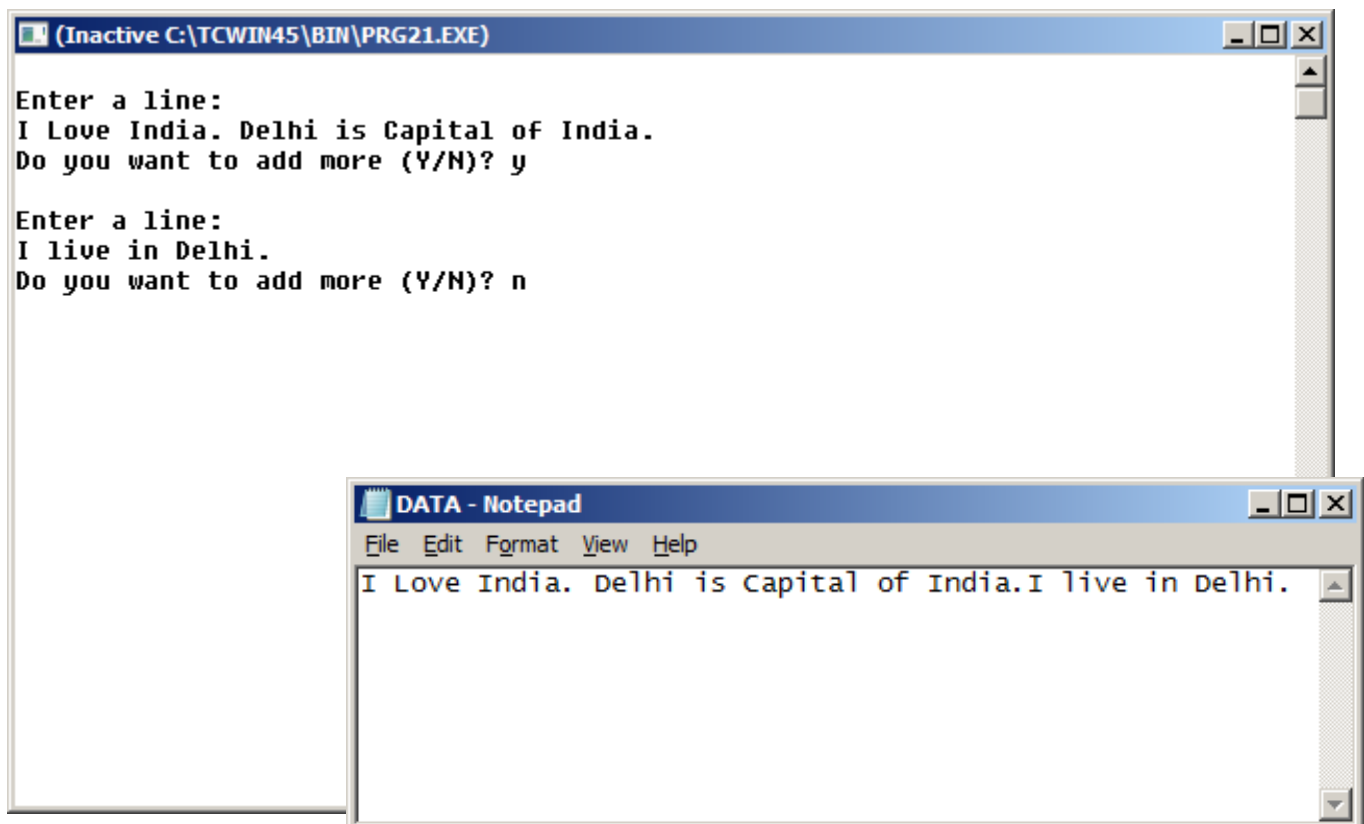 (Inactive C:\TCWIN45\BIN\PRG21.EXE)
Enter a line:
I Love India. Delhi is Capital of India.
Do you want to add more (Y/N)? y
Enter a line:
I live in Delhi.
Do you want to add more (Y/N)? n
DATA - Notepad
File Edit Format View Help
I Love India. Delhi is Capital of India.I live in Delhi.